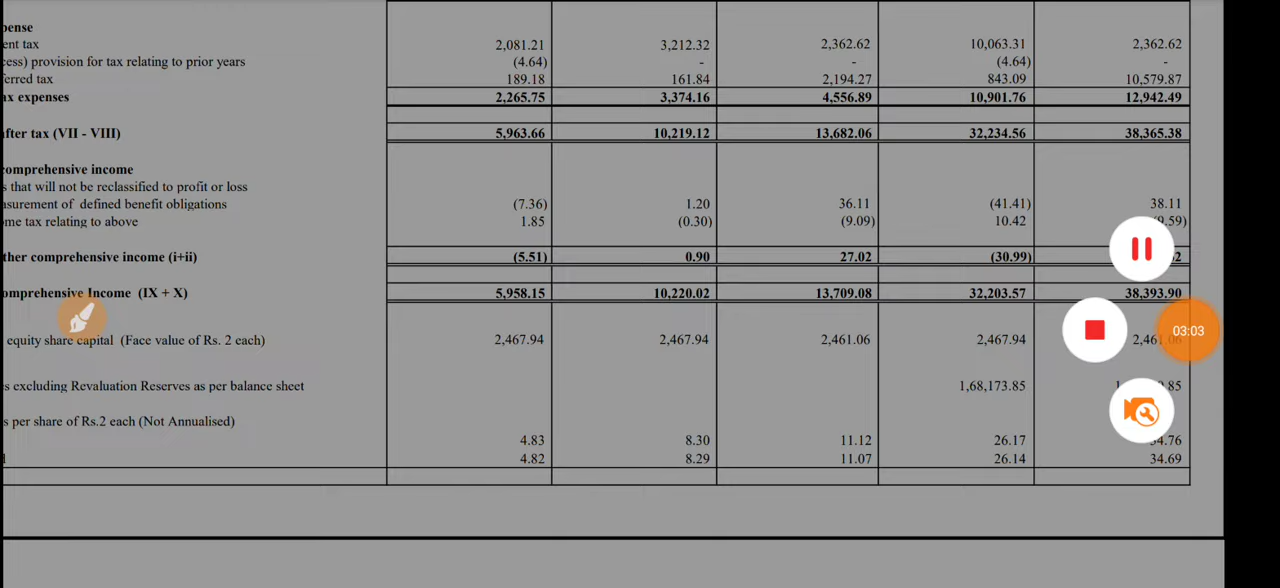 pense
ent tax 2,081.21 3,212.32 2,362.62 10,063.31 2,362.62
cess) provision for tax relating to prior years (4.64) - - (4.64) -
ferred tax 189.18 161.84 2,194.27 843.09 10,579.87
ax expenses 2,265.75 3,374.16 4,556.89 10,901.76 12,942.49
after tax (VII - VIII) 5,963.66 10,219.12 13,682.06 32,234.56 38,365.38
comprehensive income
s that will not be reclassified to profit or loss
asurement of defined benefit obligations (7.36) 1.20 36.11 (41.41) 38.11
me tax relating to above 1.85 (0.30) (9.09) 10.42
ther comprehensive income (i+ii) (5.51) 0.90 27.02 (30.99)
omprehensive Income (IX + X) 5,958.15 10,220.02 13,709.08 32,203.57 38,393.90
equity share capital (Face value of Rs. 2 each) 2,467.94 2,467.94 2,461.06 2,467.94 2,461.06
03:03
s excluding Revaluation Reserves as per balance sheet 1,68,173.85
s per share of Rs.2 each (Not Annualised)
4.83 8.30 11.12 26.17
4.82 8.29 11.07 26.14 34.69